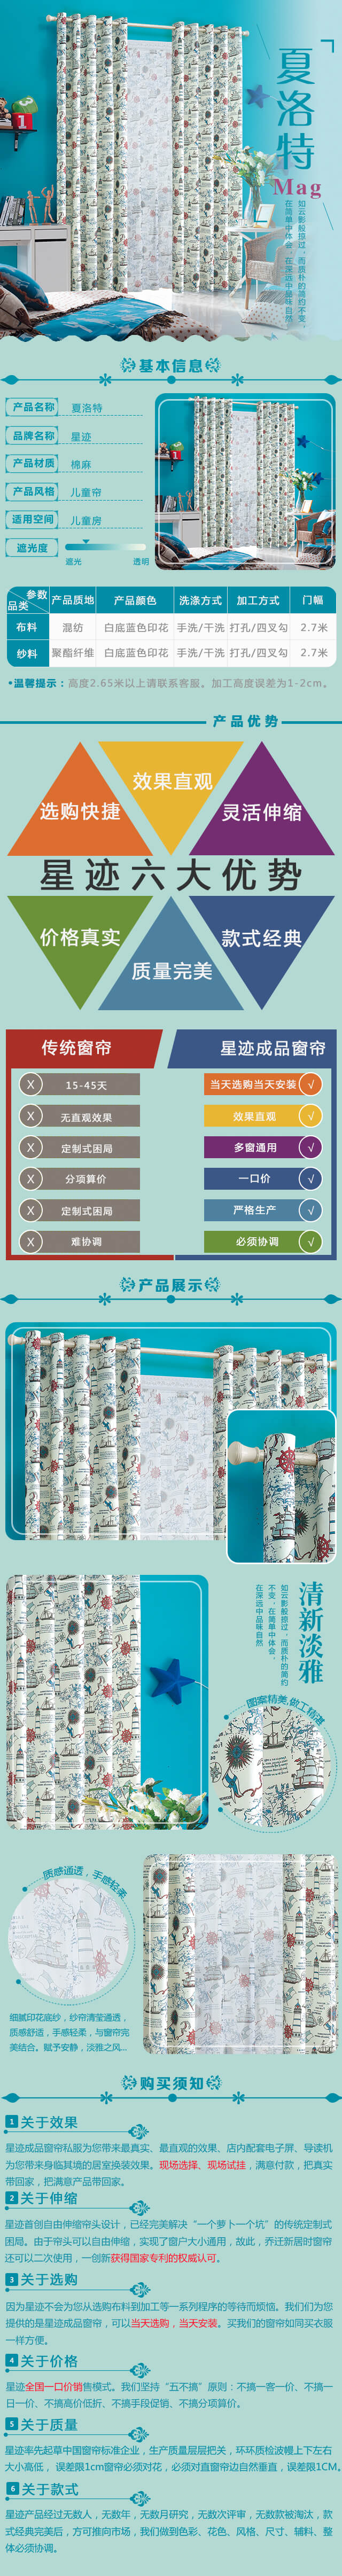 夏洛特
Mag
如云影般掠过，而质朴的简约不变，
在简单中体会，在深远中品味自然
基本信息
产品名称 夏洛特
品牌名称 星迹
产品材质 棉麻
产品风格 儿童帘
适用空间 儿童房
遮光度
遮光 透明
参数 品类 产品质地 产品颜色 洗涤方式 加工方式 门幅
布料 混纺 白底蓝色印花 手洗/干洗 打孔/四叉勾 2.7米
纱料 聚酯纤维 白底蓝色印花 手洗/干洗 打孔/四叉勾 2.7米
•温馨提示：高度2.65米以上请联系客服。加工高度误差为1-2cm。
产品优势
选购快捷 效果直观 灵活伸缩
星迹六大优势
价格真实 质量完美 款式经典
传统窗帘 星迹成品窗帘
X 15-45天 当天选购当天安装 √
X 无直观效果 效果直观 √
X 定制式困局 多窗通用 √
X 分项算价 一口价 √
X 定制式困局 严格生产 √
X 难协调 必须协调 √
产品展示
清新淡雅
如云影般掠过，而质朴的简约
不变，在简单中体会，
在深远中品味自然
图案精美,做工精湛
质感通透，手感轻柔
细腻印花底纱，纱帘清莹通透，
质感舒适，手感轻柔，与窗帘完
美结合。赋予安静，淡雅之风...
购买须知
1 关于效果
星迹成品窗帘私服为您带来最真实、最直观的效果、店内配套电子屏、导读机
为您带来身临其境的居室换装效果。现场选择、现场试挂，满意付款，把真实
带回家，把满意产品带回家。
2 关于伸缩
星迹首创自由伸缩帘头设计，已经完美解决“一个萝卜一个坑”的传统定制式
困局。由于帘头可以自由伸缩，实现了窗户大小通用，故此，乔迁新居时窗帘
还可以二次使用，一创新获得国家专利的权威认可。
3 关于选购
因为星迹不会为您从选购布料到加工等一系列程序的等待而烦恼。我们们为您
提供的是星迹成品窗帘，可以当天选购，当天安装。买我们的窗帘如同买衣服
一样方便。
4 关于价格
星迹全国一口价销售模式。我们坚持“五不搞”原则：不搞一客一价、不搞一
日一价、不搞高价低折、不搞手段促销、不搞分项算价。
5 关于质量
星迹率先起草中国窗帘标准企业，生产质量层层把关，环环质检波幔上下左右
大小高低， 误差限1cm窗帘必须对花，必须对直窗帘边自然垂直，误差限1CM。
6 关于款式
星迹产品经过无数人，无数年，无数月研究，无数次评审，无数款被淘汰，款
式经典完美后，方可推向市场，我们做到色彩、花色、风格、尺寸、辅料、整
体必须协调。